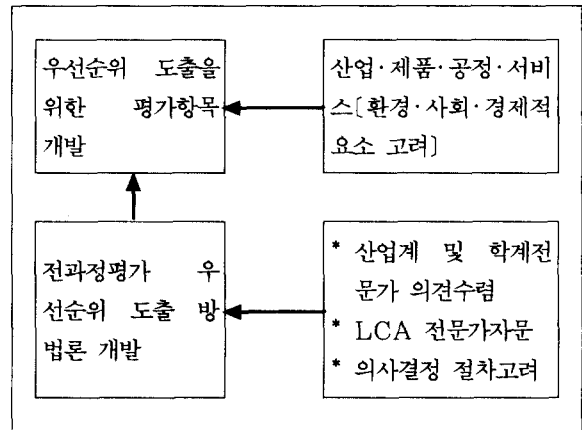 우선순위 도출을
위한 평가항목
개발
산업·제품·공정·서비
스[환경·사회·경제적
요소 고려]
전과정평가 우
선순위 도출 방
법론 개발
* 산업계 및 학계전
문가 의견수렴
* LCA 전문가자문
* 의사결정 절차고려